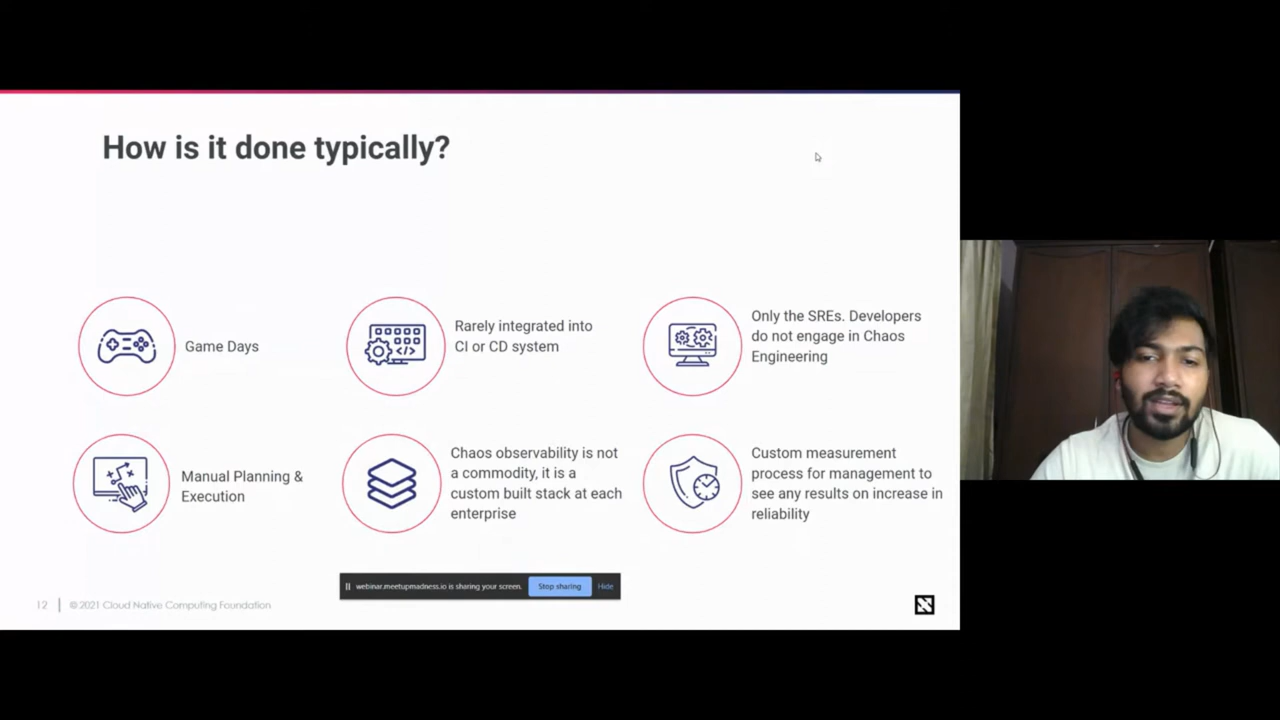 How is it done typically?
Game Days
Rarely integrated into
CI or CD system
Only the SREs. Developers
do not engage in Chaos
Engineering
Manual Planning &
Execution
Chaos observability is not
a commodity, it is a
custom built stack at each
enterprise
Custom measurement
process for management to
see any results on increase in
reliability
webinar.meetupmadness.io is sharing your screen.
Stop sharing
Hide
12
© 2021 Cloud Native Computing Foundation